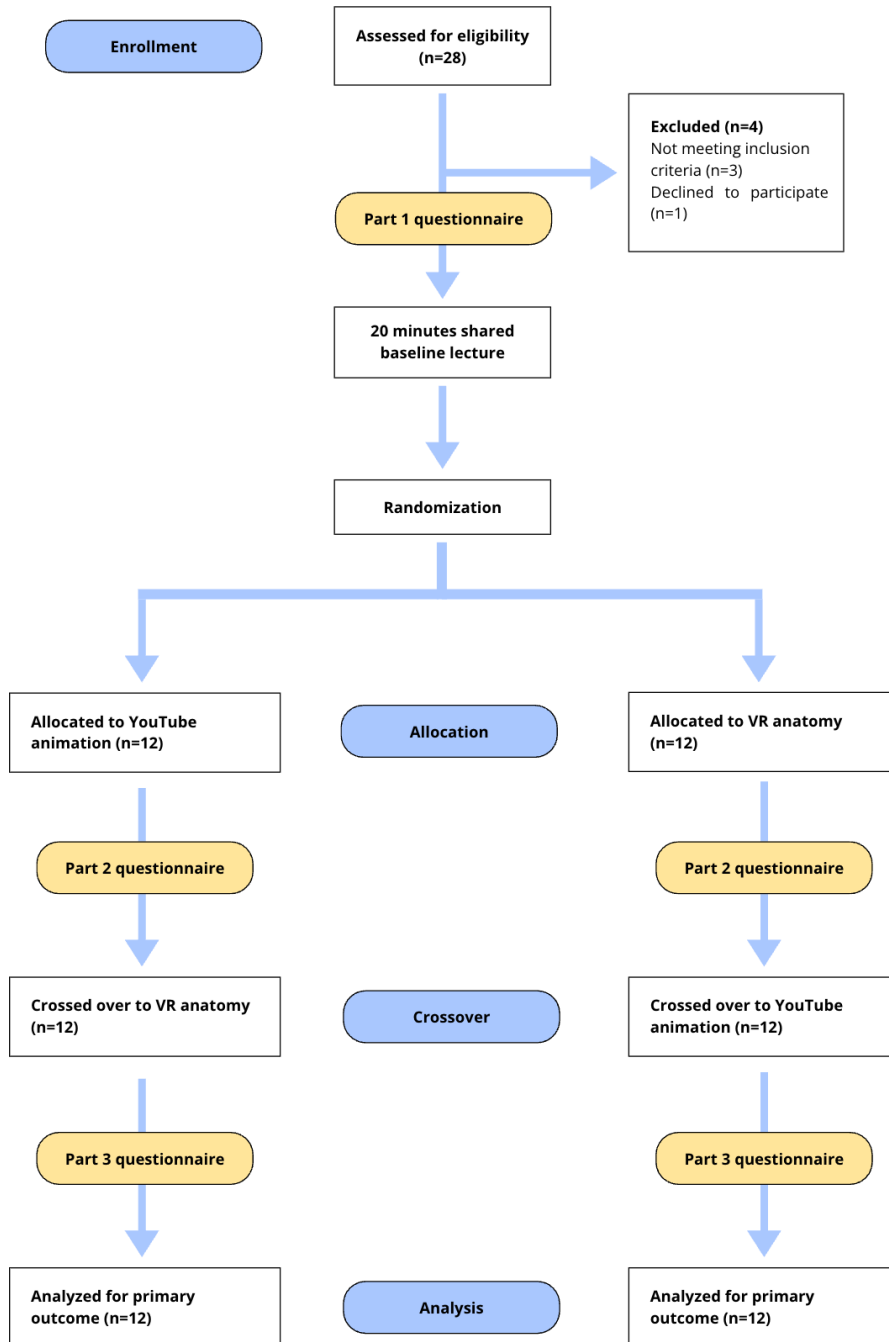 Enrollment
Assessed for eligibility
(n=28)
Excluded (n=4)
Not meeting inclusion
criteria (n=3)
Declined to participate
(n=1)
Part 1 questionnaire
20 minutes shared
baseline lecture
Randomization
Allocated to YouTube
animation (n=12)
Allocation
Allocated to VR anatomy
(n=12)
Part 2 questionnaire
Part 2 questionnaire
Crossed over to VR anatomy
(n=12)
Crossover
Crossed over to YouTube
animation (n=12)
Part 3 questionnaire
Part 3 questionnaire
Analyzed for primary
outcome (n=12)
Analysis
Analyzed for primary
outcome (n=12)